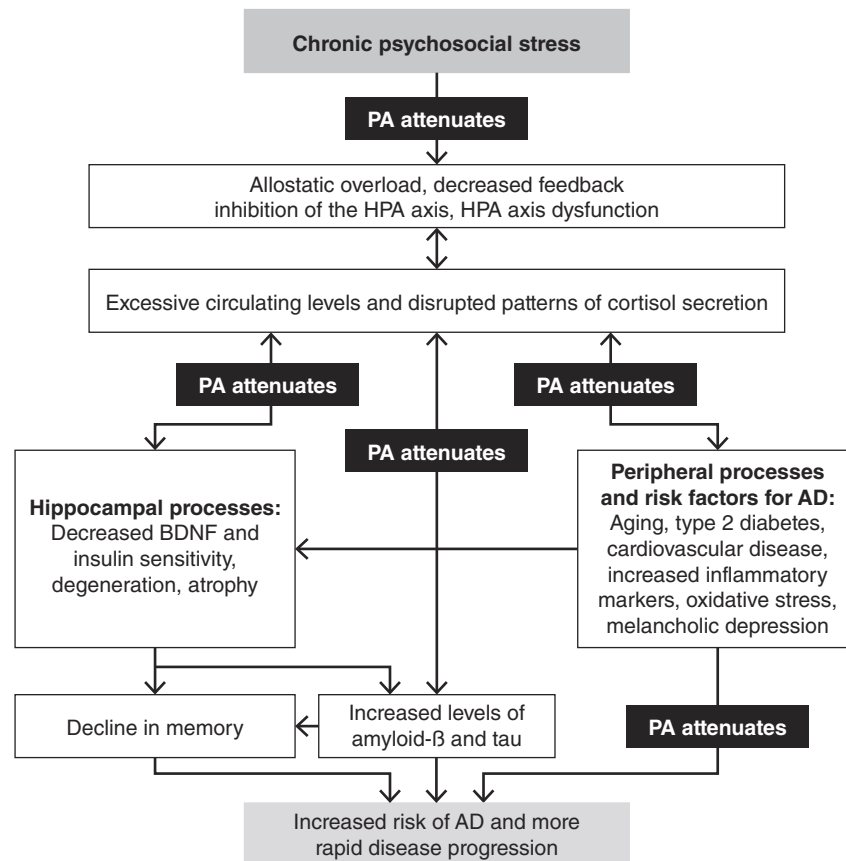 Chronic psychosocial stress
PA attenuates
Allostatic overload, decreased feedback
inhibition of the HPA axis, HPA axis dysfunction
Excessive circulating levels and disrupted patterns of cortisol secretion
PA attenuates
PA attenuates
PA attenuates
Hippocampal processes:
Decreased BDNF and
insulin sensitivity,
degeneration, atrophy
Peripheral processes
and risk factors for AD:
Aging, type 2 diabetes,
cardiovascular disease,
increased inflammatory
markers, oxidative stress,
melancholic depression
Decline in memory
Increased levels of
amyloid-ß and tau
PA attenuates
Increased risk of AD and more
rapid disease progression